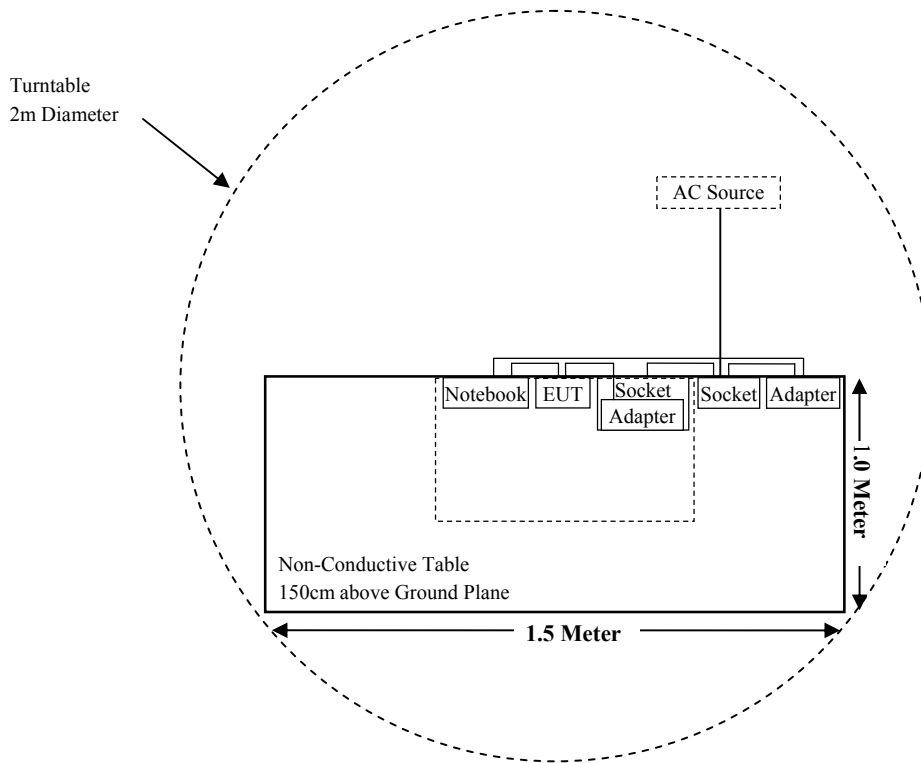 Turntable
2m Diameter
AC Source
Notebook
EUT
Socket
Adapter
Socket
Adapter
1.0 Meter
Non-Conductive Table
150cm above Ground Plane
1.5 Meter